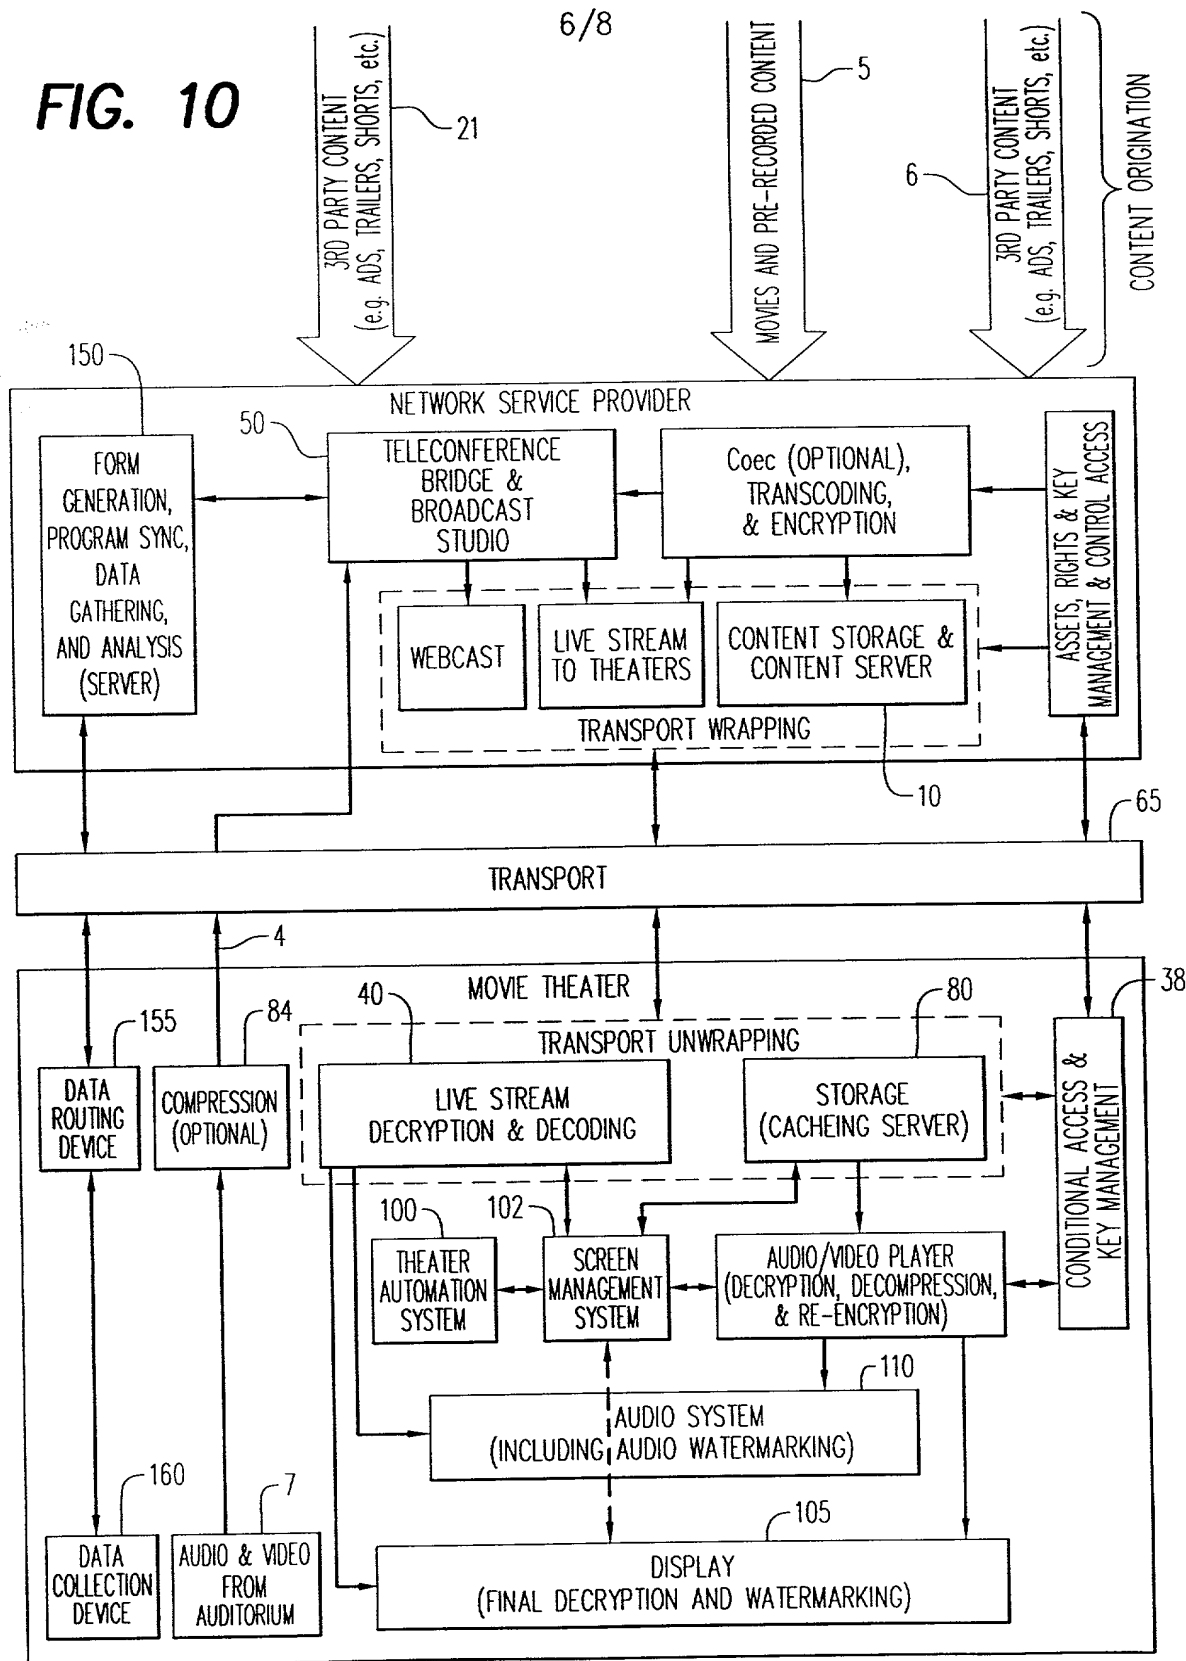 6/8
FIG. 10
3RD PARTY CONTENT
(e.g. ADS, TRAILERS, SHORTS, etc.)
21
MOVIES AND PRE-RECORDED CONTENT
5
6
3RD PARTY CONTENT
(e.g. ADS, TRAILERS, SHORTS, etc.)
CONTENT ORIGINATION
NETWORK SERVICE PROVIDER
150
FORM
GENERATION,
PROGRAM SYNC,
DATA
GATHERING,
AND ANALYSIS
(SERVER)
50
TELECONFERENCE
BRIDGE &
BROADCAST
STUDIO
Coec (OPTIONAL),
TRANSCODING,
& ENCRYPTION
ASSETS, RIGHTS & KEY
MANAGEMENT & CONTROL ACCESS
WEBCAST
LIVE STREAM
TO THEATERS
CONTENT STORAGE &
CONTENT SERVER
TRANSPORT WRAPPING
10
65
TRANSPORT
4
MOVIE THEATER
155
DATA
ROUTING
DEVICE
84
COMPRESSION
(OPTIONAL)
40
80
38
TRANSPORT UNWRAPPING
LIVE STREAM
DECRYPTION & DECODING
STORAGE
(CACHEING SERVER)
CONDITIONAL ACCESS &
KEY MANAGEMENT
100
THEATER
AUTOMATION
SYSTEM
102
SCREEN
MANAGEMENT
SYSTEM
AUDIO/VIDEO PLAYER
(DECRYPTION, DECOMPRESSION,
& RE-ENCRYPTION)
110
AUDIO SYSTEM
(INCLUDING AUDIO WATERMARKING)
160
DATA
COLLECTION
DEVICE
7
AUDIO & VIDEO
FROM
AUDITORIUM
105
DISPLAY
(FINAL DECRYPTION AND WATERMARKING)